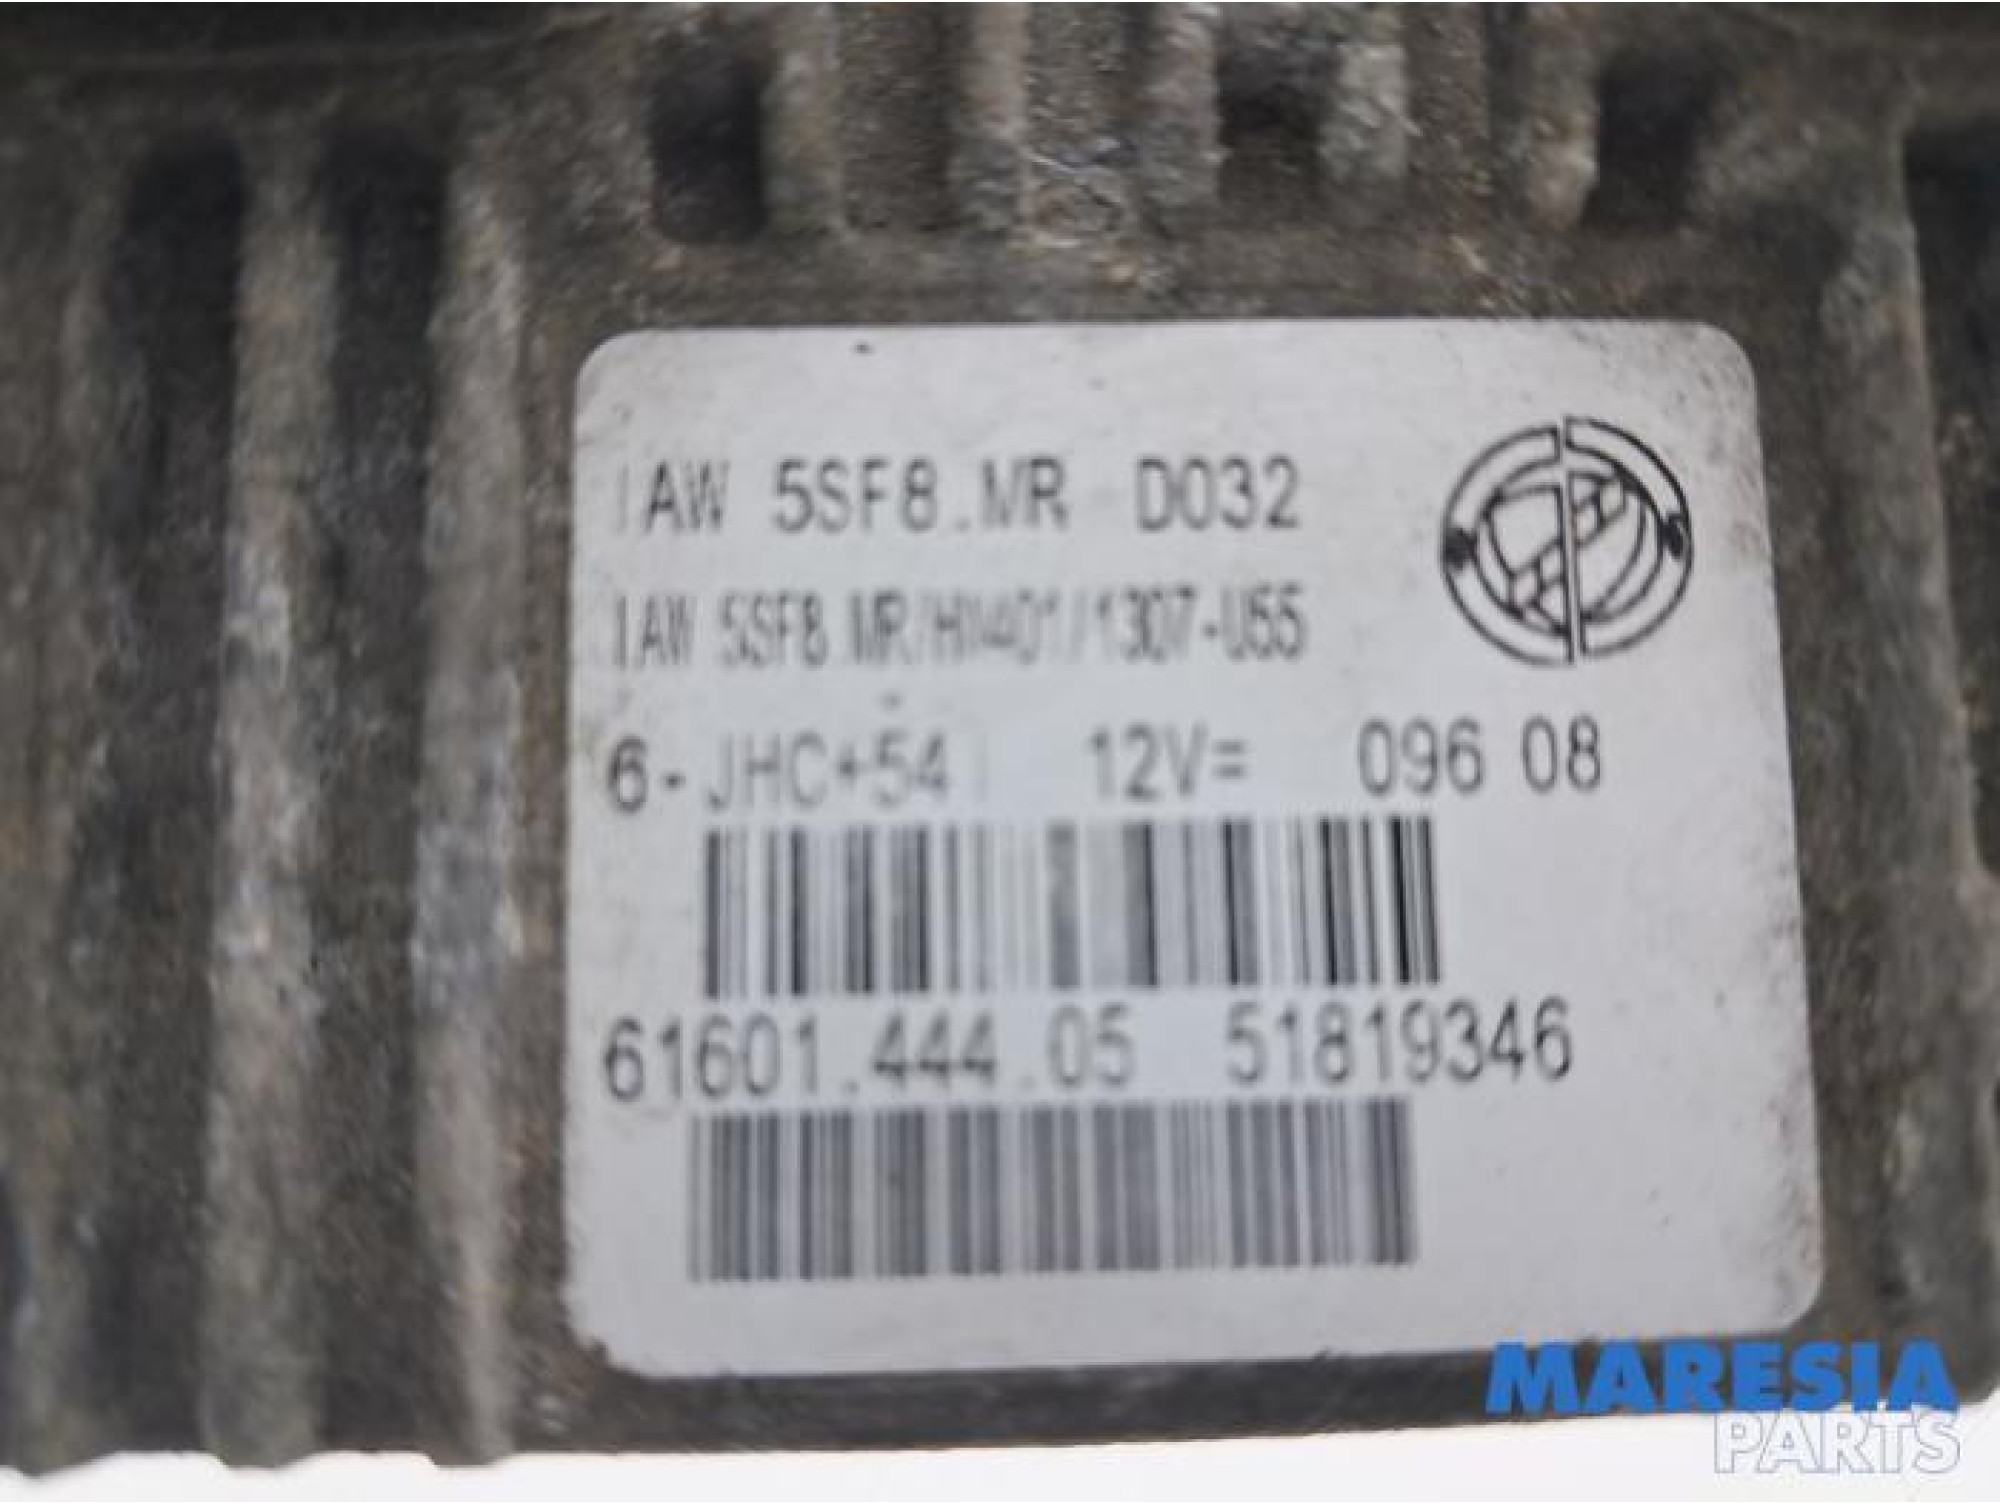 IAW 5SF8.MR D032
IAW 5SF8.MR/HW401/1307-U55
6-JHC+54 12V= 096 08
61601.444.05 51819346
MARESIA
PARTS